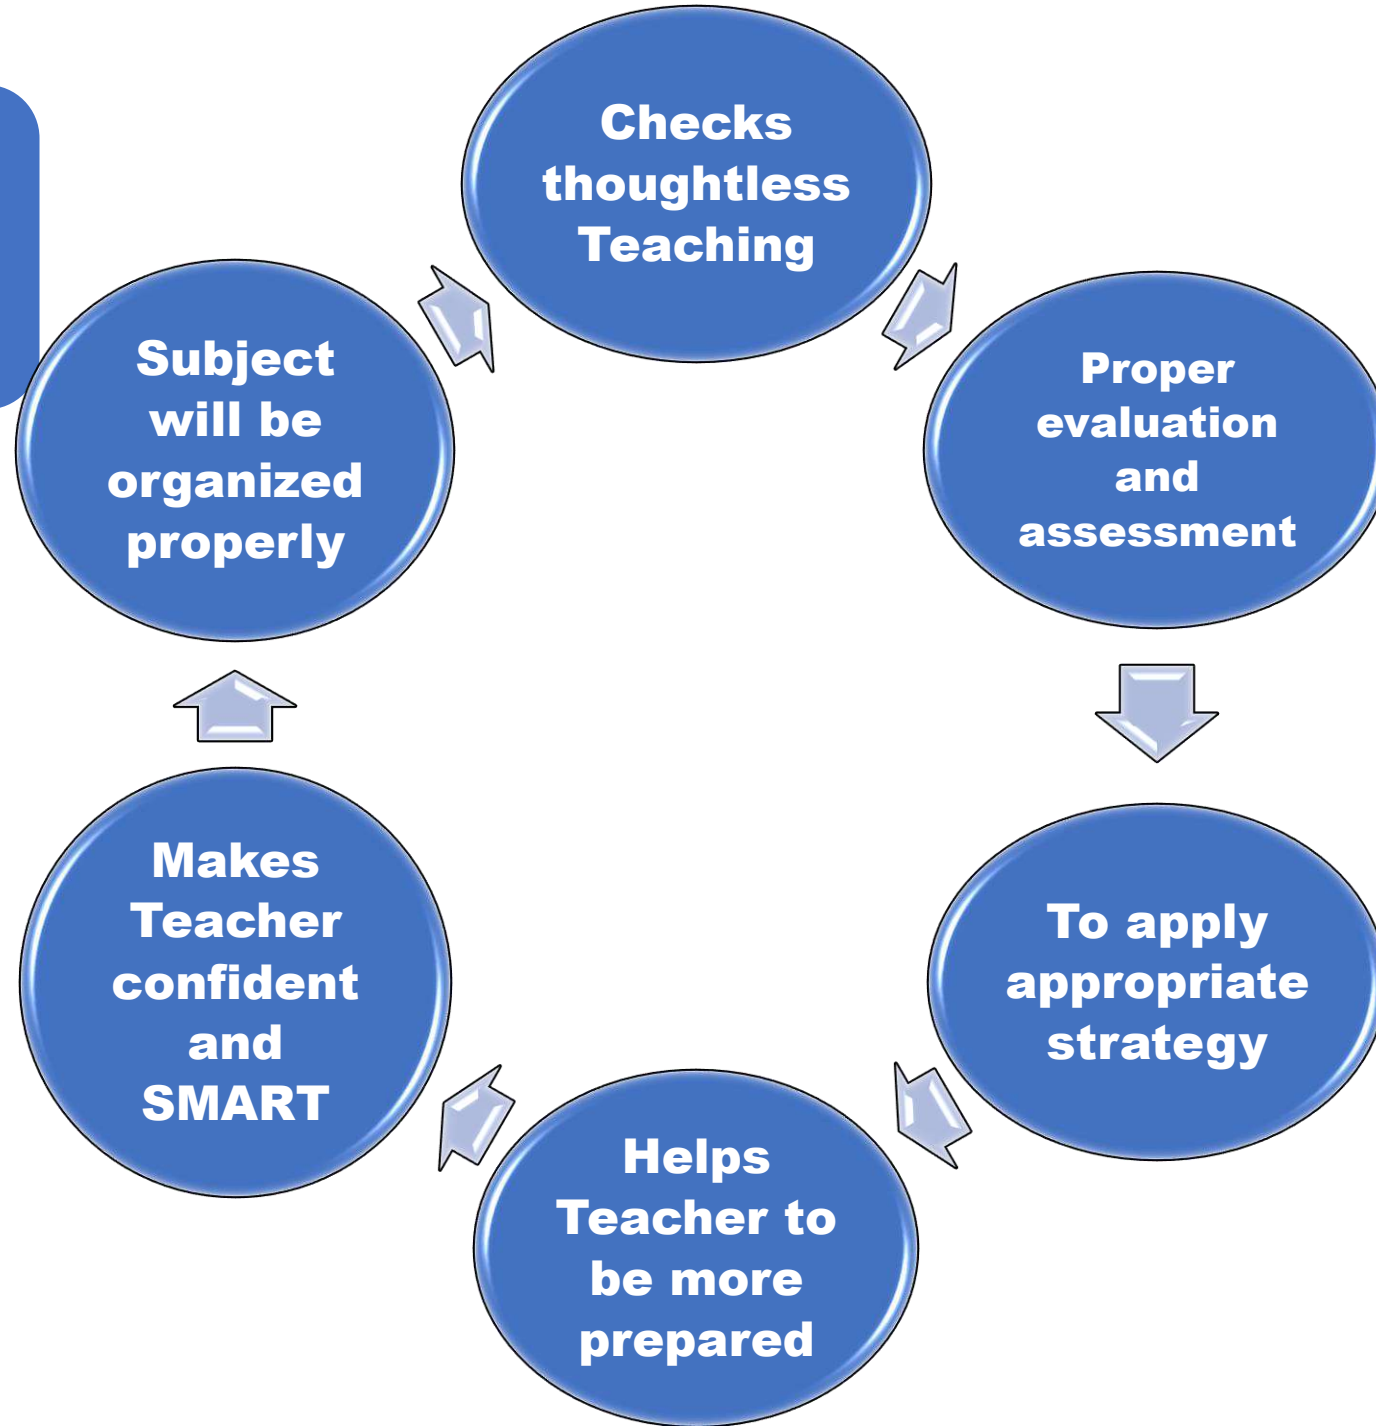 Checks
thoughtless
Teaching
Proper
evaluation
and
assessment
To apply
appropriate
strategy
Helps
Teacher to
be more
prepared
Makes
Teacher
confident
and
SMART
Subject
will be
organized
properly